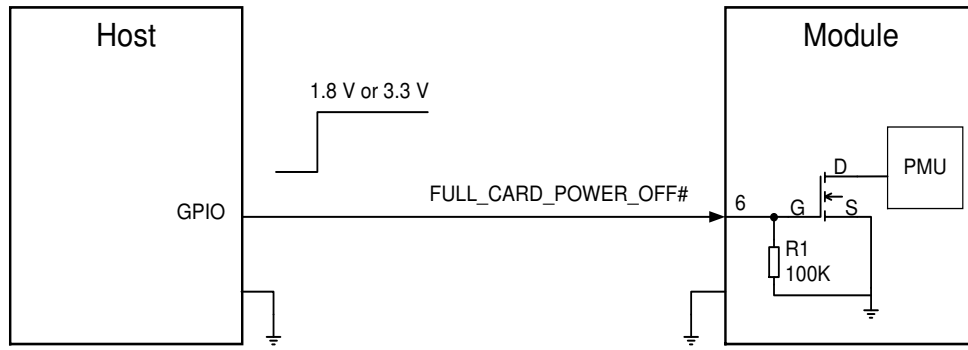 Host
Module
1.8 V or 3.3 V
D
PMU
FULL_CARD_POWER_OFF#
6
GPIO
G
S
R1
100K